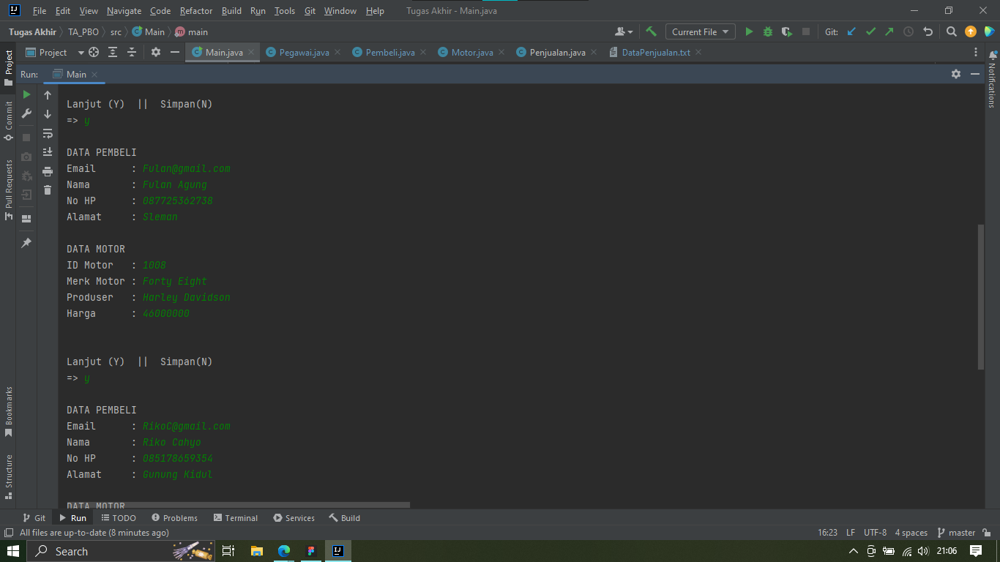 File Edit View Navigate Code Refactor Build Run Tools Git Window Help Tugas Akhir - Main.java
Tugas Akhir TA_PBO src Main main Current File Git:
Project Main.java Pegawai.java Pembeli.java Motor.java Penjualan.java DataPenjualan.txt
Run: Main
Project
Commit
Pull Requests
Bookmarks
Structure
Notifications
Lanjut (Y) || Simpan(N)
=> y
DATA PEMBELI
Email : Fulan@gmail.com
Nama : Fulan Agung
No HP : 087725362738
Alamat : Sleman
DATA MOTOR
ID Motor : 1008
Merk Motor : Forty Eight
Produser : Harley Davidson
Harga : 46000000
Lanjut (Y) || Simpan(N)
=> y
DATA PEMBELI
Email : RikoC@gmail.com
Nama : Riko Cahyo
No HP : 085178659354
Alamat : Gunung Kidul
DATA MOTOR
Git Run TODO Problems Terminal Services Build
All files are up-to-date (8 minutes ago) 16:23 LF UTF-8 4 spaces master
Search 21:06